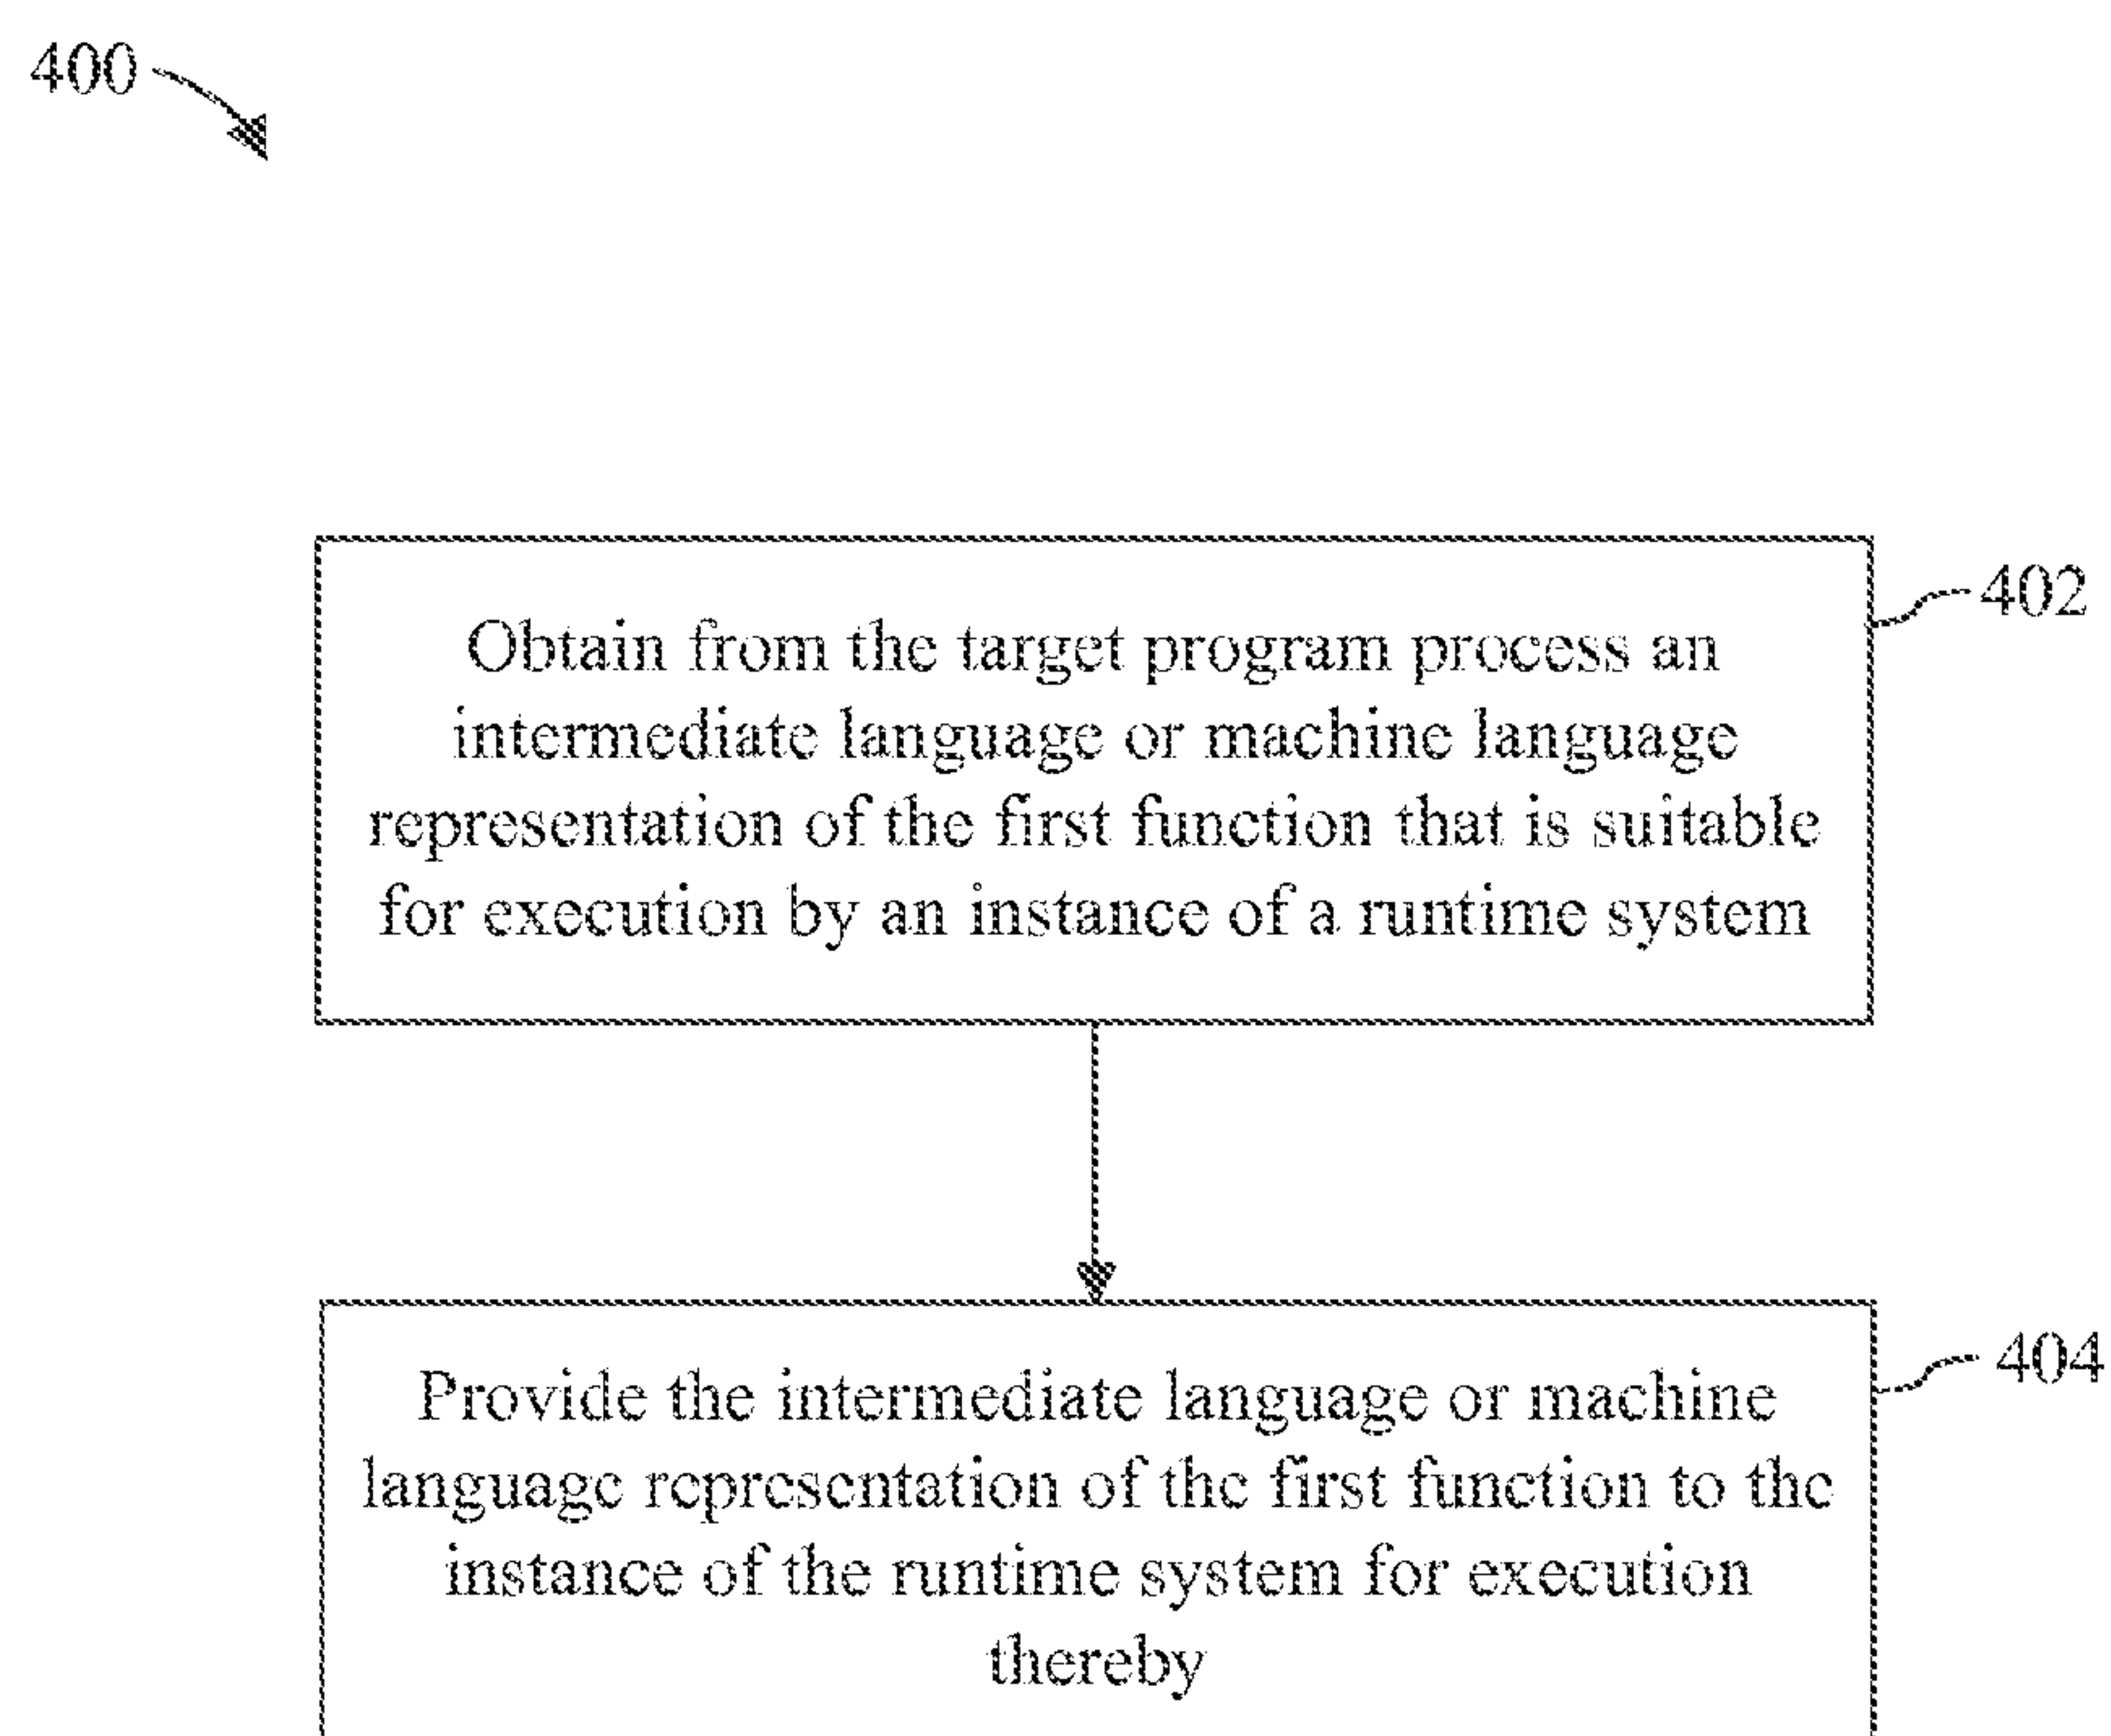 400
402
Obtain from the target program process an
intermediate language or machine language
representation of the first function that is suitable
for execution by an instance of a runtime system
404
Provide the intermediate language or machine
language representation of the first function to the
instance of the runtime system for execution
thereby